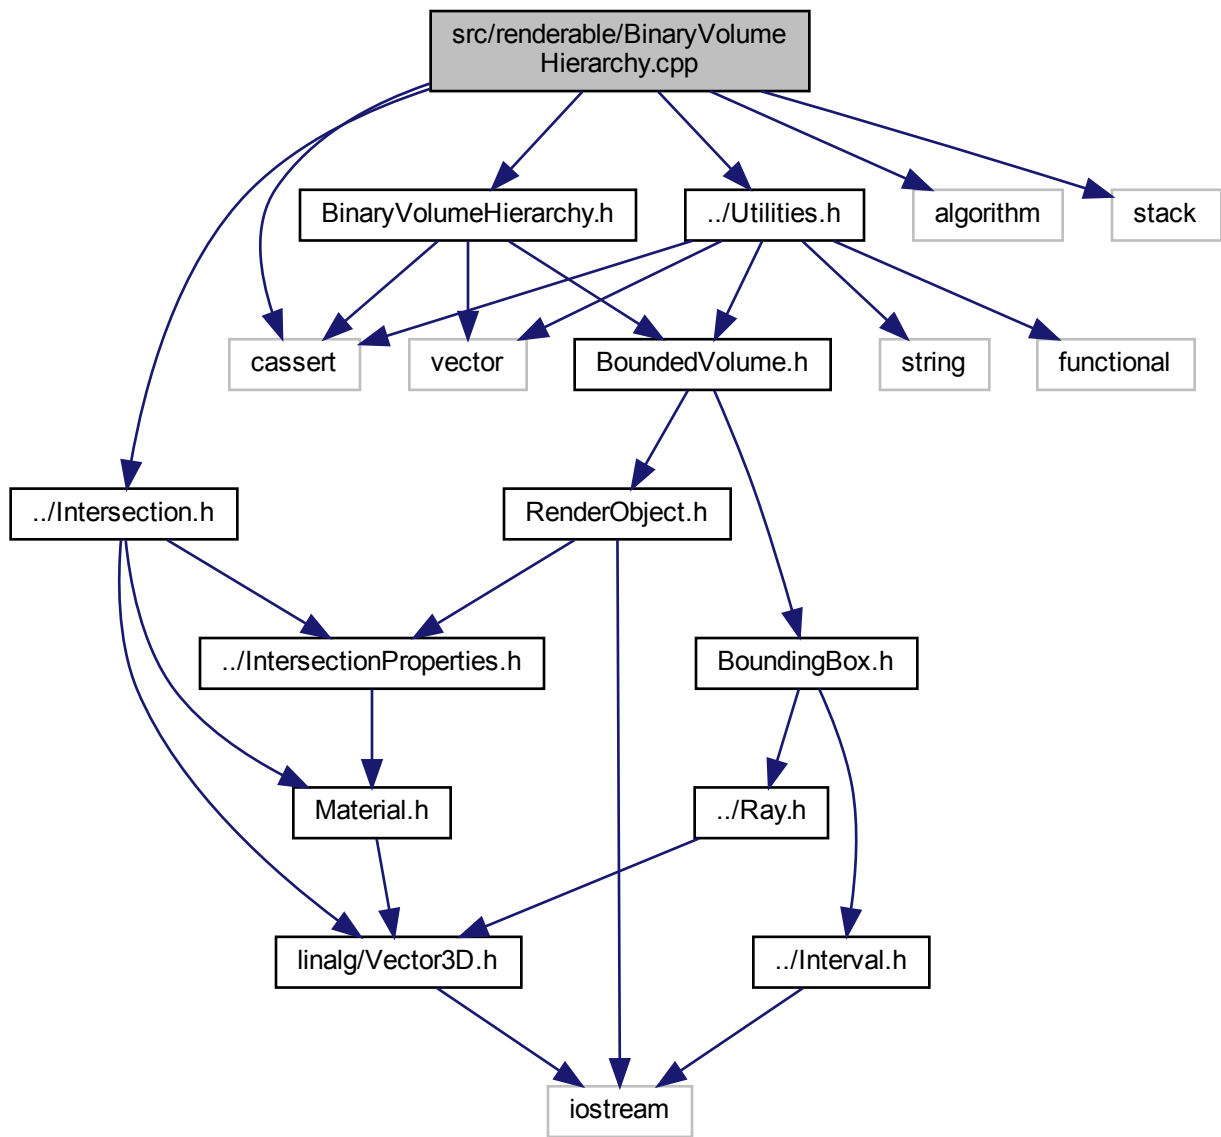 src/renderable/BinaryVolume
Hierarchy.cpp
BinaryVolumeHierarchy.h
../Utilities.h
algorithm
stack
cassert
vector
BoundedVolume.h
string
functional
../Intersection.h
RenderObject.h
../IntersectionProperties.h
BoundingBox.h
Material.h
../Ray.h
linalg/Vector3D.h
../Interval.h
iostream